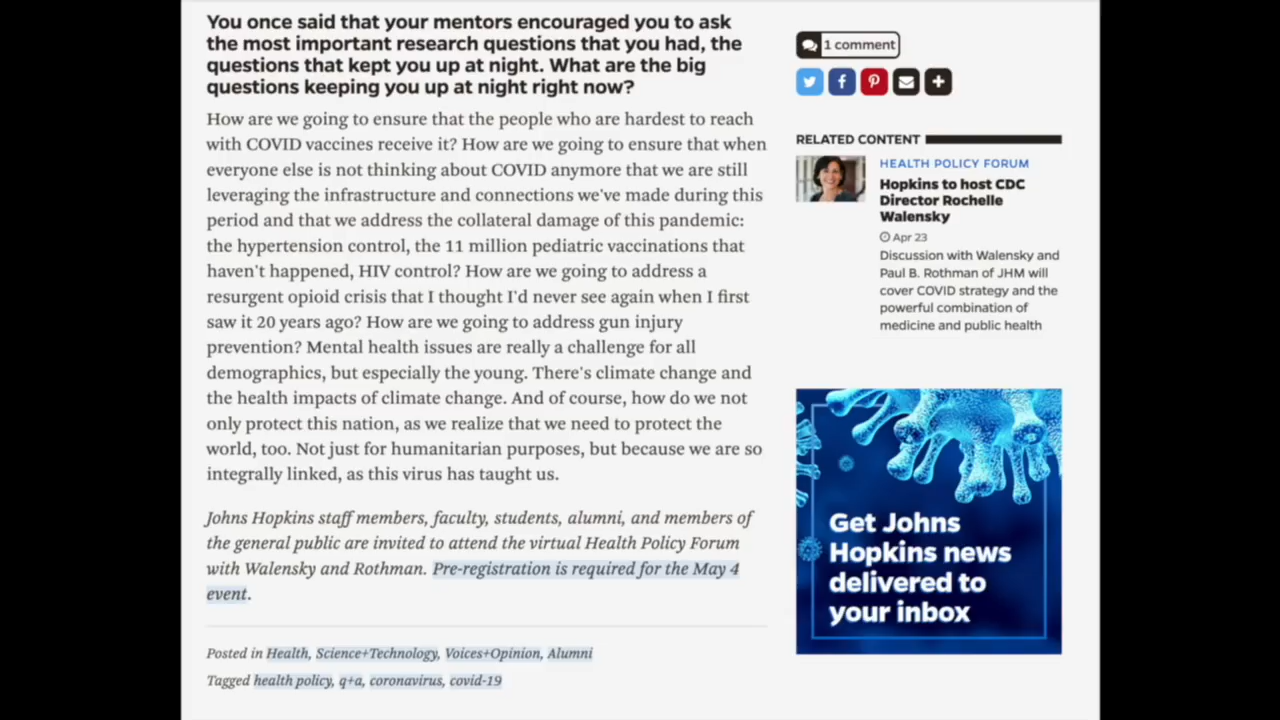 You once said that your mentors encouraged you to ask
the most important research questions that you had, the
questions that kept you up at night. What are the big
questions keeping you up at night right now?
How are we going to ensure that the people who are hardest to reach
with COVID vaccines receive it? How are we going to ensure that when
everyone else is not thinking about COVID anymore that we are still
leveraging the infrastructure and connections we've made during this
period and that we address the collateral damage of this pandemic:
the hypertension control, the 11 million pediatric vaccinations that
haven't happened, HIV control? How are we going to address a
resurgent opioid crisis that I thought I'd never see again when I first
saw it 20 years ago? How are we going to address gun injury
prevention? Mental health issues are really a challenge for all
demographics, but especially the young. There's climate change and
the health impacts of climate change. And of course, how do we not
only protect this nation, as we realize that we need to protect the
world, too. Not just for humanitarian purposes, but because we are so
integrally linked, as this virus has taught us.
Johns Hopkins staff members, faculty, students, alumni, and members of
the general public are invited to attend the virtual Health Policy Forum
with Walensky and Rothman. Pre-registration is required for the May 4
event.
Posted in Health, Science+Technology, Voices+Opinion, Alumni
Tagged health policy, q+a, coronavirus, covid-19
1 comment
RELATED CONTENT
HEALTH POLICY FORUM
Hopkins to host CDC
Director Rochelle
Walensky
Apr 23
Discussion with Walensky and
Paul B. Rothman of JHM will
cover COVID strategy and the
powerful combination of
medicine and public health
Get Johns
Hopkins news
delivered to
your inbox